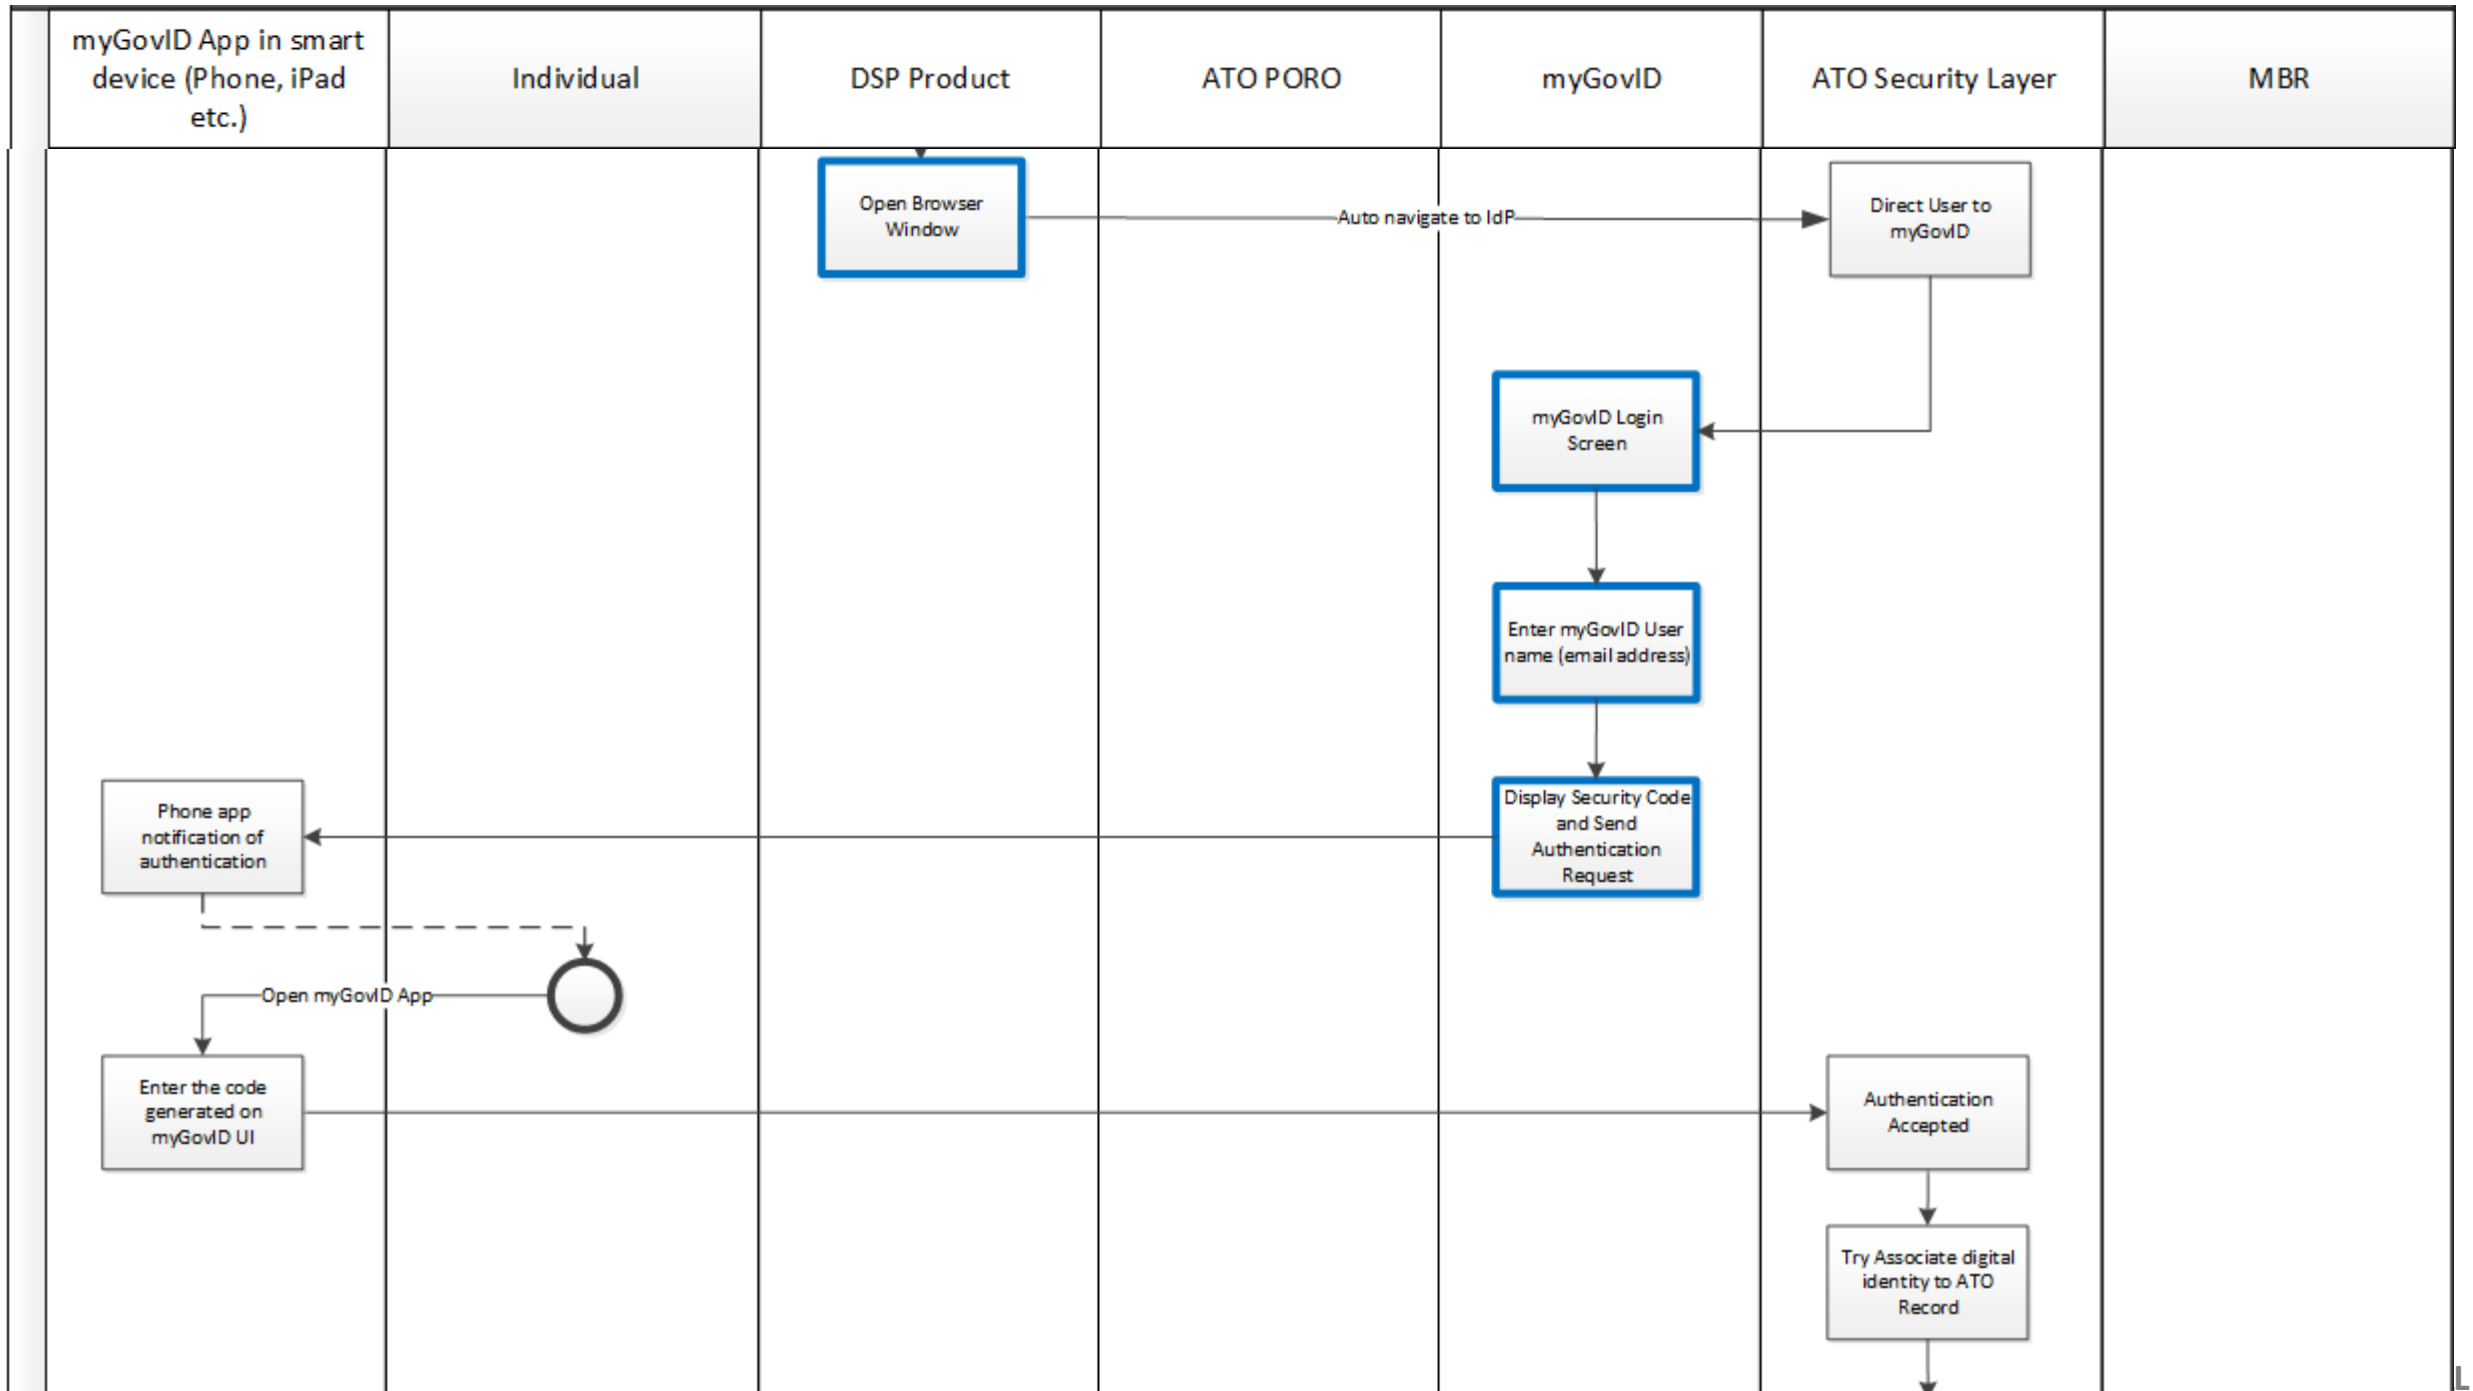 myGovID App in smart
device (Phone, iPad
etc.)
Individual
DSP Product
ATO PORO
myGovID
ATO Security Layer
MBR
Open Browser
Window
Auto navigate to IdP
Direct User to
myGovID
myGovID Login
Screen
Enter myGovID User
name (email address)
Display Security Code
and Send
Authentication
Request
Phone app
notification of
authentication
Open myGovID App
Enter the code
generated on
myGovID UI
Authentication
Accepted
Try Associate digital
identity to ATO
Record
L